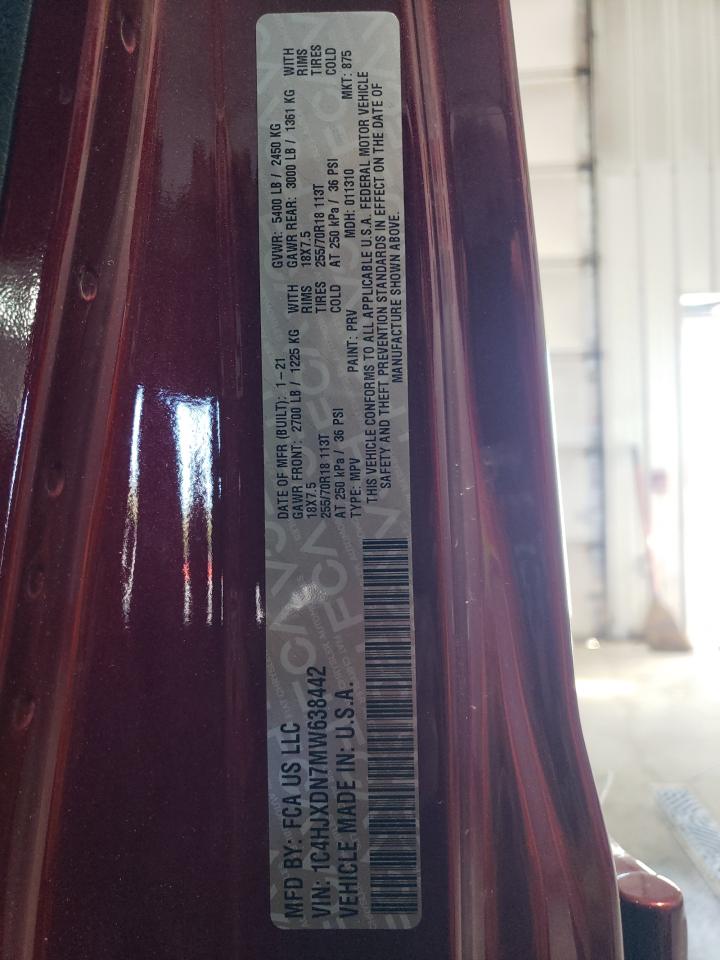 MFD BY: FCA US LLC
VIN: 1C4HJXDN7MW638442
VEHICLE MADE IN: U.S.A.
DATE OF MFR (BUILT): 1-21 GVWR: 5400 LB / 2450 KG
GAWR FRONT: 2700 LB / 1225 KG WITH GAWR REAR: 3000 LB / 1361 KG WITH
18X7.5 RIMS 18X7.5 RIMS
255/70R18 113T TIRES 255/70R18 113T TIRES
AT 250 kPa / 36 PSI COLD AT 250 kPa / 36 PSI COLD
TYPE: MPV PAINT: PRV MDH: 011310 MKT: 875
THIS VEHICLE CONFORMS TO ALL APPLICABLE U.S.A. FEDERAL MOTOR VEHICLE
SAFETY AND THEFT PREVENTION STANDARDS IN EFFECT ON THE DATE OF
MANUFACTURE SHOWN ABOVE.